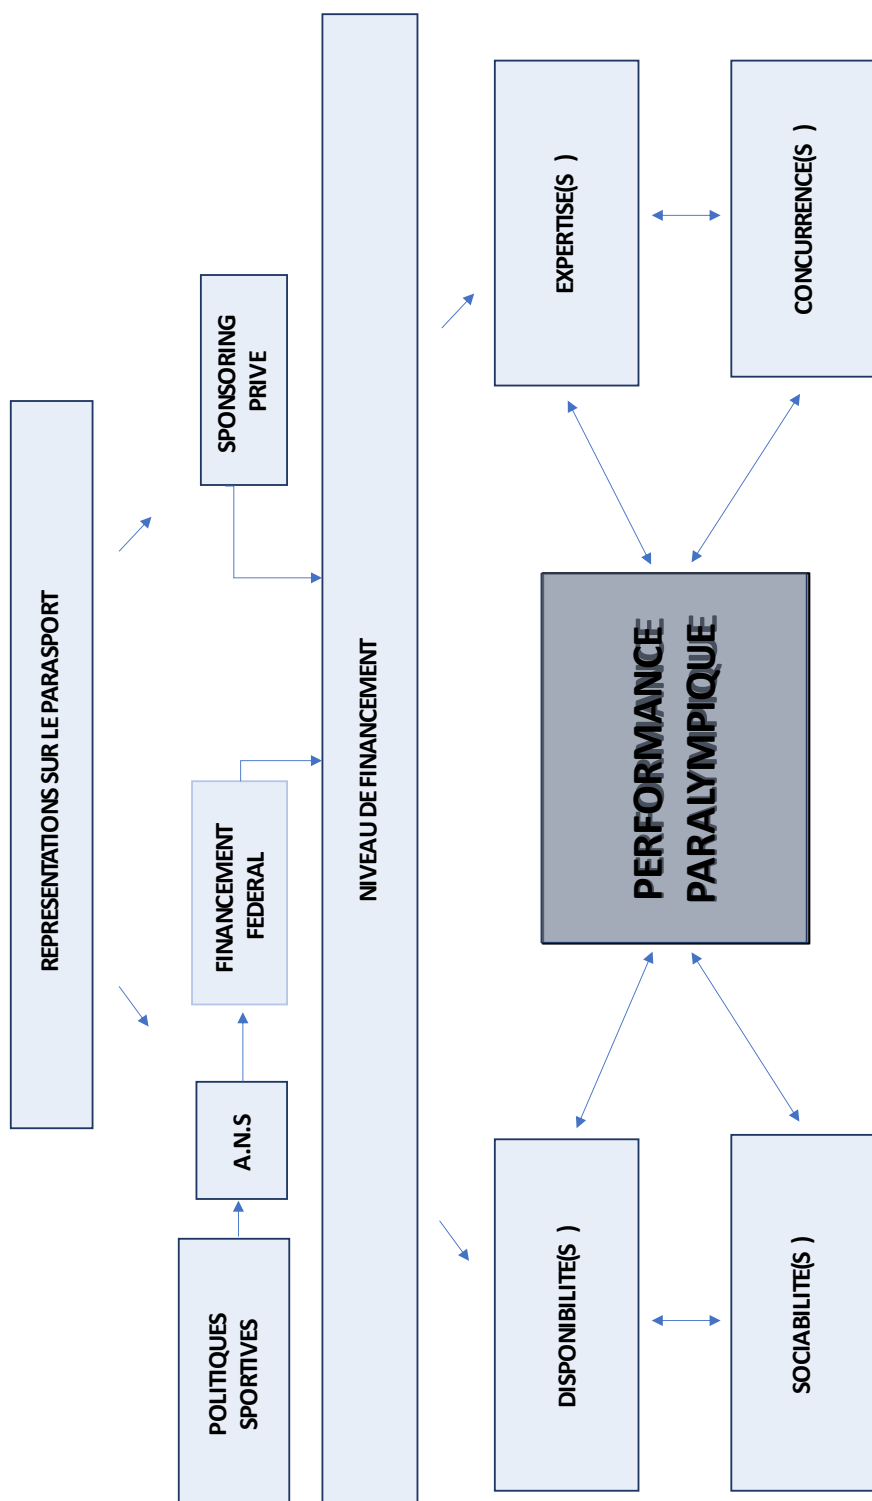 REPRESENTATIONS SUR LE PARASPORT
POLITIQUES
SPORTIVES
A.N.S
FINANCEMENT
FEDERAL
SPONSORING
PRIVE
NIVEAU DE FINANCEMENT
DISPONIBILITE(S )
EXPERTISE(S )
PERFORMANCE
PARALYMPIQUE
SOCIABILITE(S )
CONCURRENCE(S )